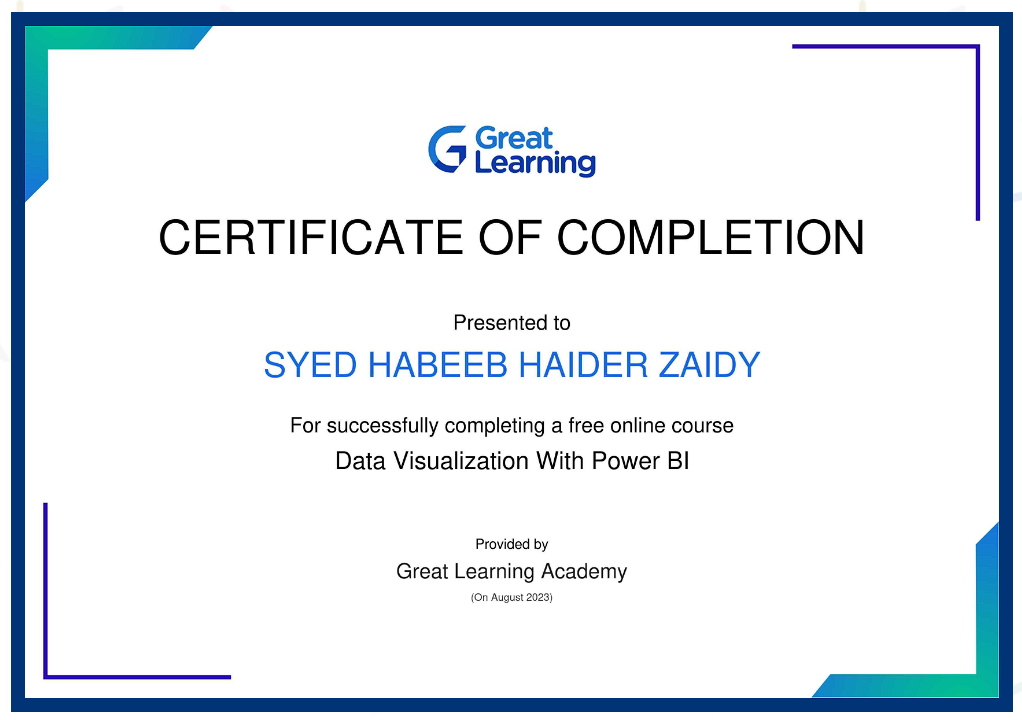 Great
Learning
CERTIFICATE OF COMPLETION
Presented to
SYED HABEEB HAIDER ZAIDY
For successfully completing a free online course
Data Visualization With Power BI
Provided by
Great Learning Academy
(On August 2023)